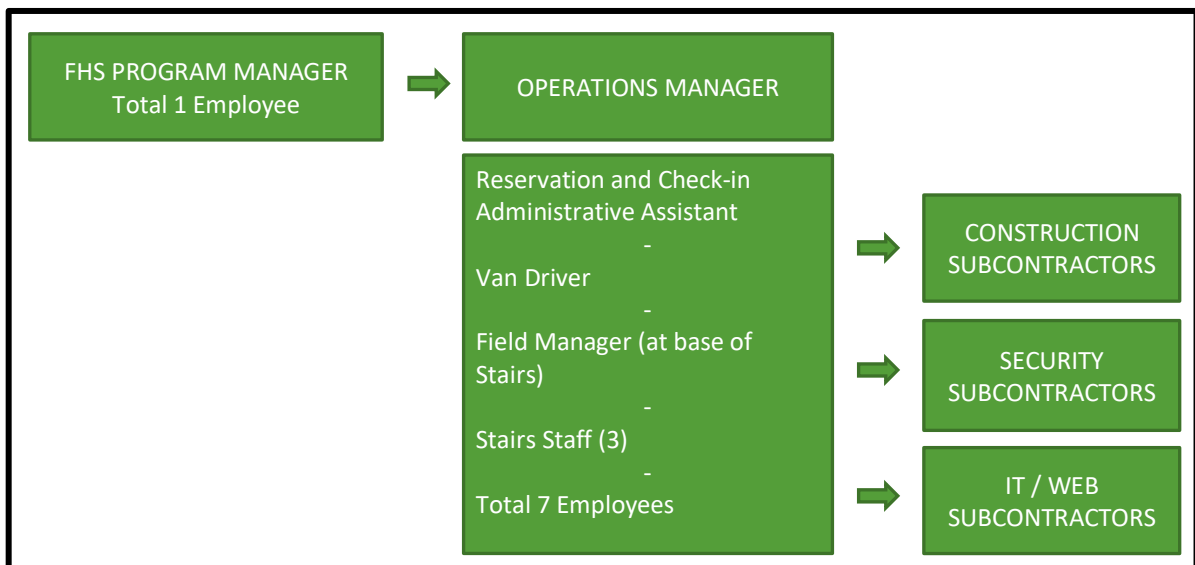 FHS PROGRAM MANAGER
Total 1 Employee
OPERATIONS MANAGER
Reservation and Check-in
Administrative Assistant
-
Van Driver
-
Field Manager (at base of
Stairs)
-
Stairs Staff (3)
-
Total 7 Employees
CONSTRUCTION
SUBCONTRACTORS
SECURITY
SUBCONTRACTORS
IT / WEB
SUBCONTRACTORS